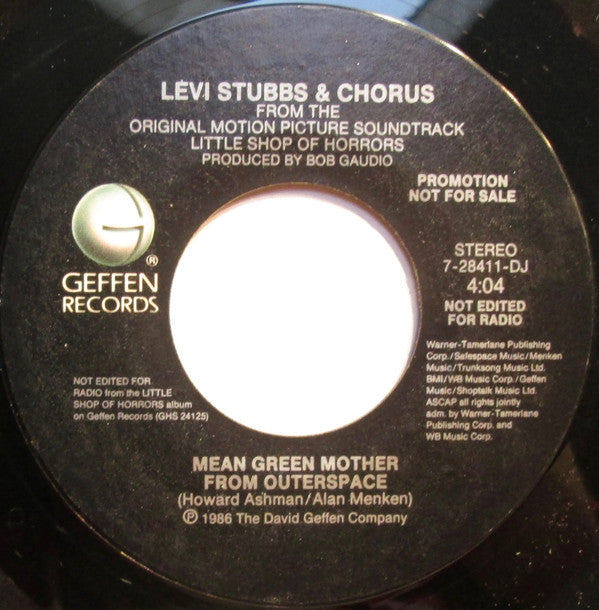 LEVI STUBBS & CHORUS
FROM THE
ORIGINAL MOTION PICTURE SOUNDTRACK
LITTLE SHOP OF HORRORS
PRODUCED BY BOB GAUDIO
PROMOTION
NOT FOR SALE
G
®
GEFFEN
RECORDS
STEREO
7-28411-DJ
4:04
NOT EDITED
FOR RADIO
Warner-Tamerlane Publishing
Corp./Safespace Music/Menken
Music/Trunksong Music Ltd.
BMI/WB Music Corp./Geffen
Music/Shoptalk Music Ltd.
ASCAP all rights jointly
adm. by Warner-Tamerlane
Publishing Corp. and
WB Music Corp.
NOT EDITED FOR
RADIO from the LITTLE
SHOP OF HORRORS album
on Geffen Records (GHS 24125)
MEAN GREEN MOTHER
FROM OUTERSPACE
(Howard Ashman/Alan Menken)
℗ 1986 The David Geffen Company